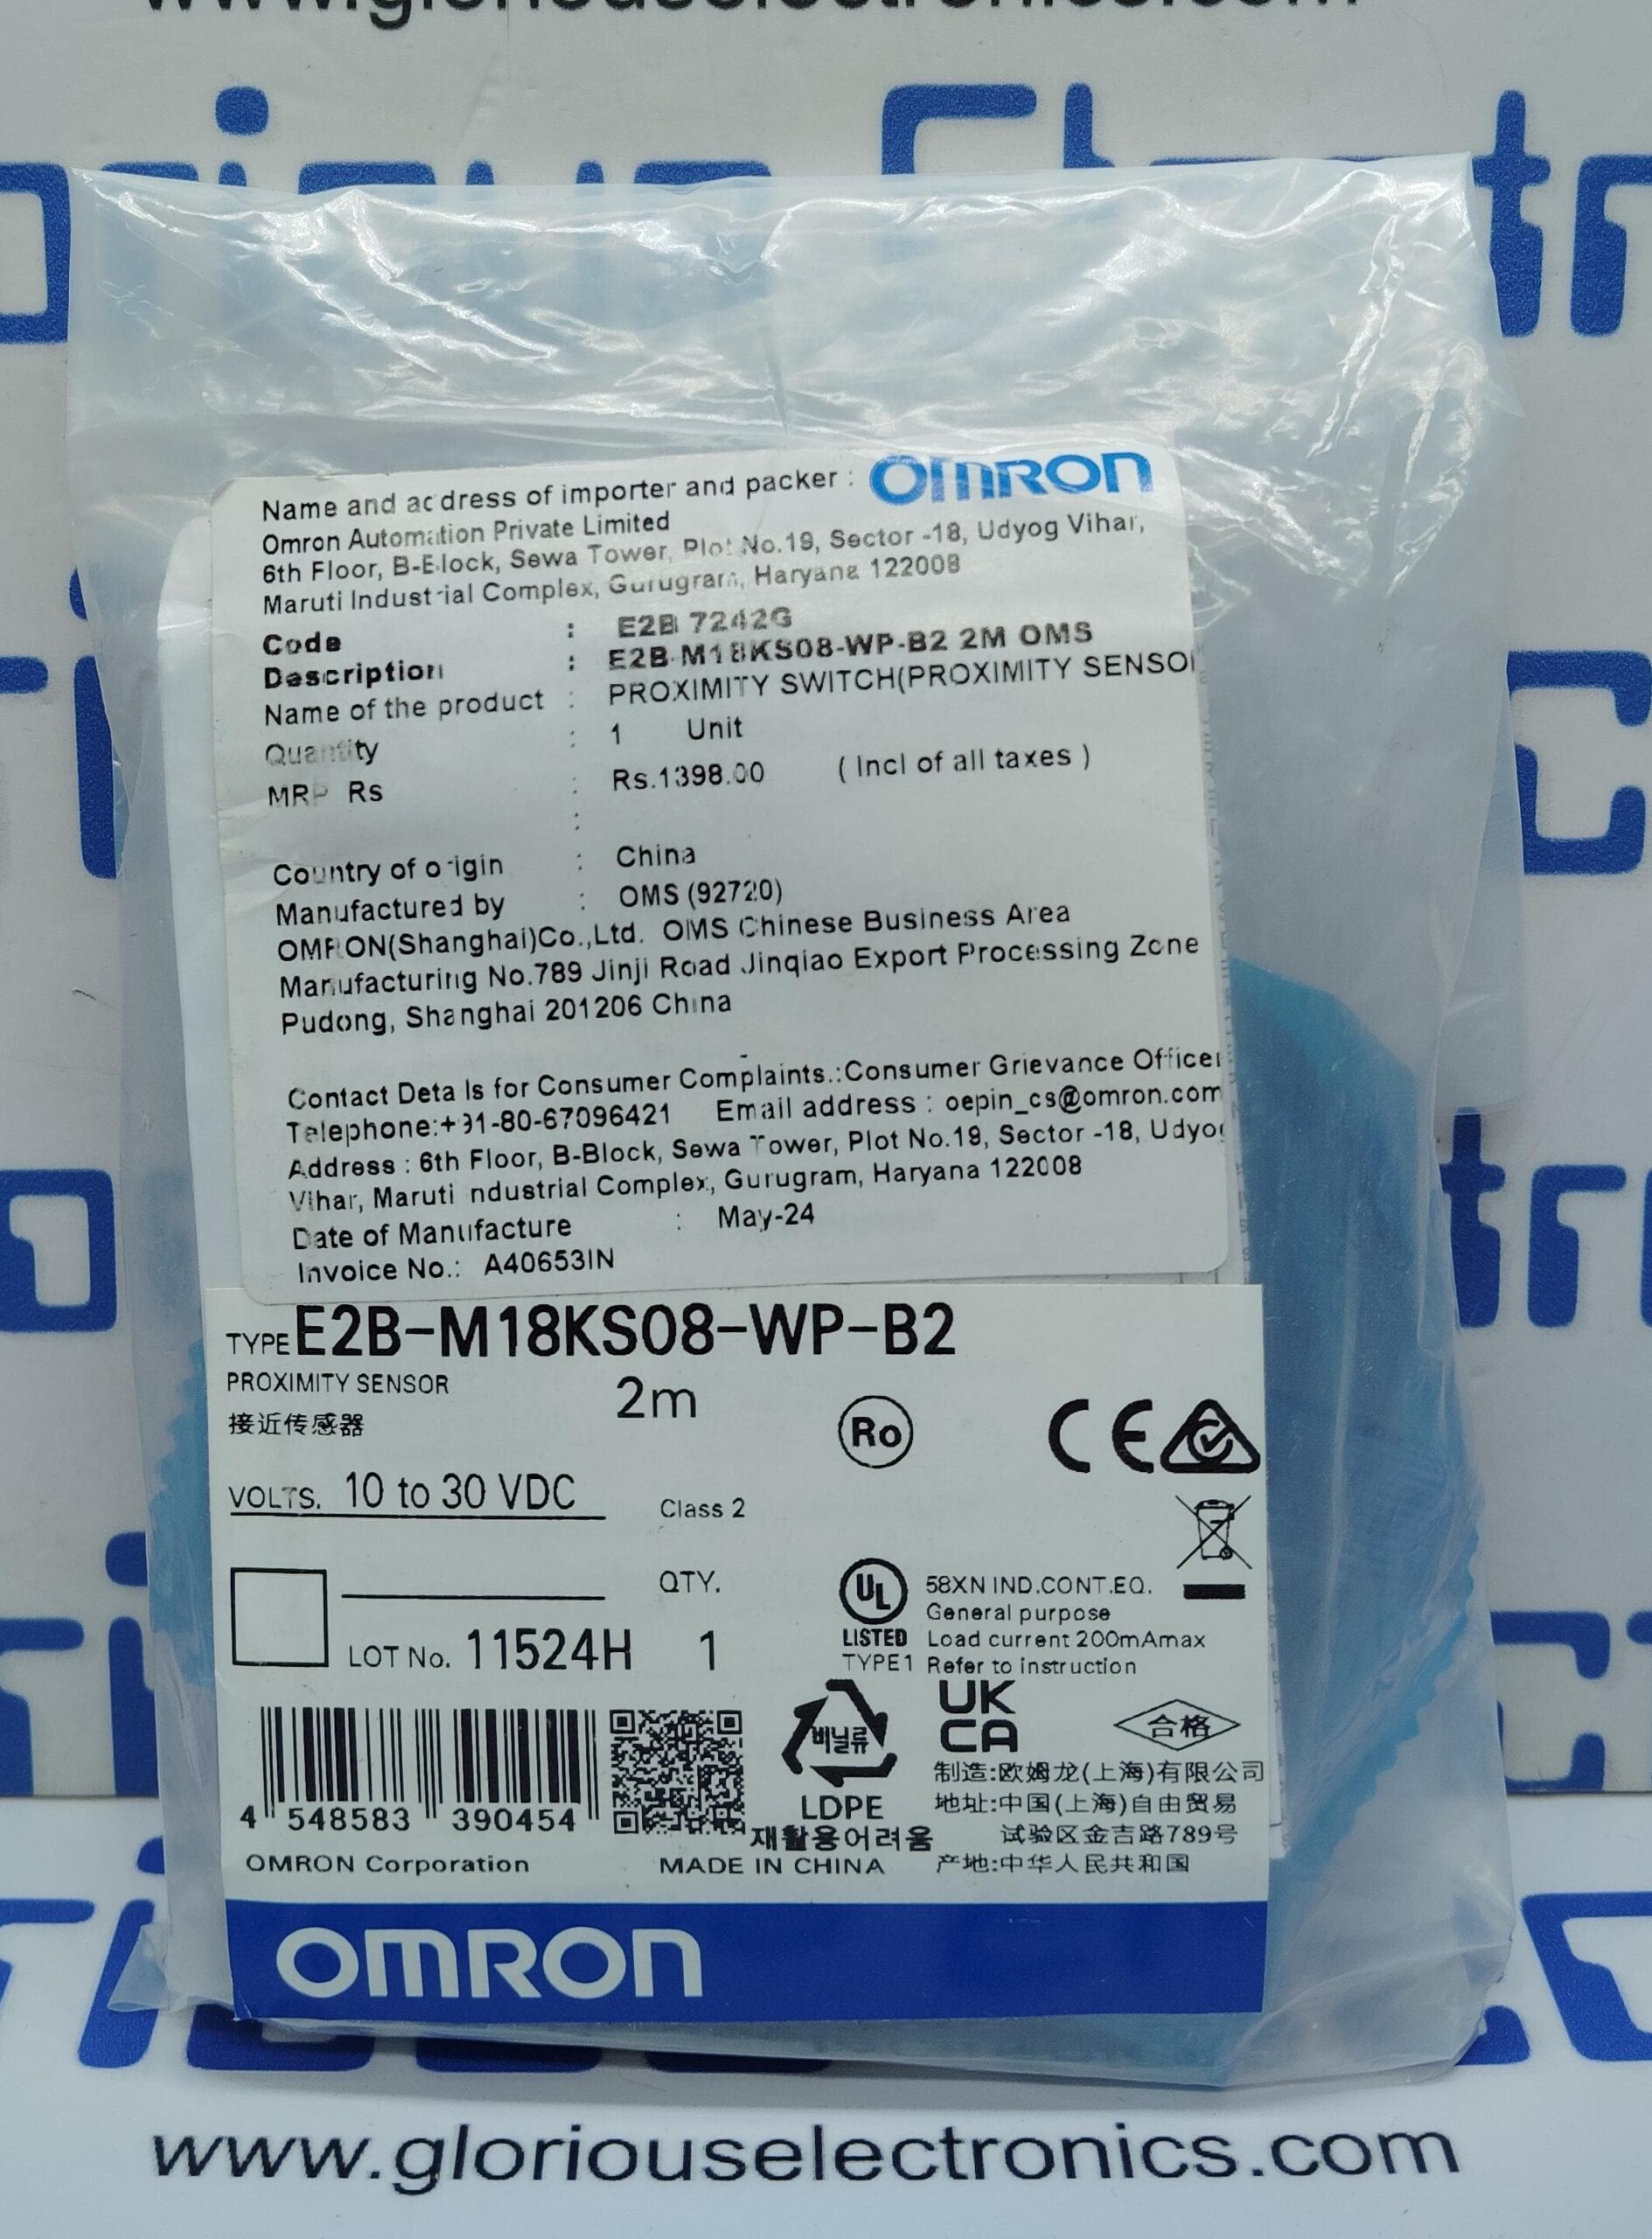 www.gloriouselectronics.com
Name and address of importer and packer : OMRON
Omron Automation Private Limited
6th Floor, B-Block, Sewa Tower, Plot No.19, Sector -18, Udyog Vihar,
Maruti Industrial Complex, Gurugram, Haryana 122008
Code : E2B 7242G
Description : E2B-M18KS08-WP-B2 2M OMS
Name of the product : PROXIMITY SWITCH(PROXIMITY SENSO
Quantity : 1 Unit
MRP Rs : Rs.1398.00 ( Incl of all taxes )
:
Country of origin : China
Manufactured by : OMS (92720)
OMRON(Shanghai)Co.,Ltd. OMS Chinese Business Area
Manufacturing No.789 Jinji Road Jinqiao Export Processing Zone
Pudong, Shanghai 201206 China
Contact Details for Consumer Complaints.:Consumer Grievance Officer
Telephone:+91-80-67096421 Email address : oepin_cs@omron.com
Address : 6th Floor, B-Block, Sewa Tower, Plot No.19, Sector -18, Udyog
Vihar, Maruti Industrial Complex, Gurugram, Haryana 122008
Date of Manufacture : May-24
Invoice No.: A40653IN
TYPE E2B-M18KS08-WP-B2
PROXIMITY SENSOR 2m
接近传感器
Ro CE
VOLTS. 10 to 30 VDC Class 2
QTY.
LOT No. 11524H 1
UL LISTED TYPE1
58XN IND.CONT.EQ.
General purpose
Load current 200mAmax
Refer to instruction
4 548583 390454
OMRON Corporation
비닐류
LDPE
재활용어려움
MADE IN CHINA
UK
CA
合格
制造:欧姆龙(上海)有限公司
地址:中国(上海)自由贸易
试验区金吉路789号
产地:中华人民共和国
OMRON
www.gloriouselectronics.com